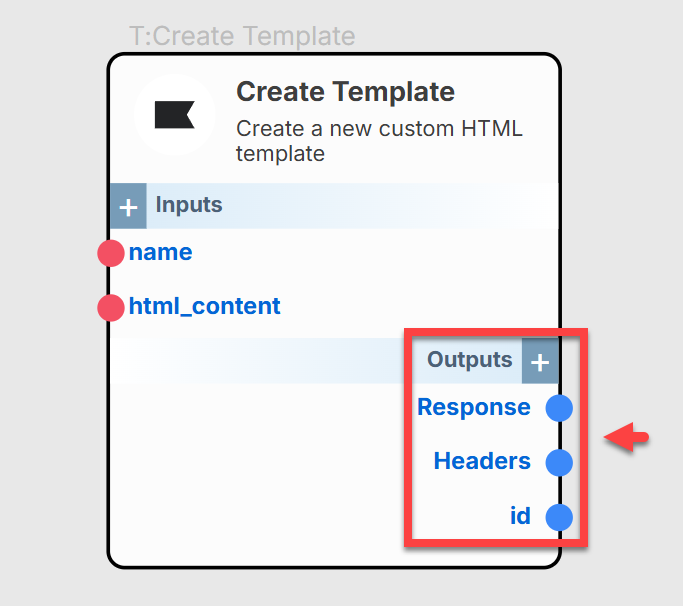 T:Create Template
Create Template
Create a new custom HTML
template
+ Inputs
name
html_content
Outputs +
Response
Headers
id